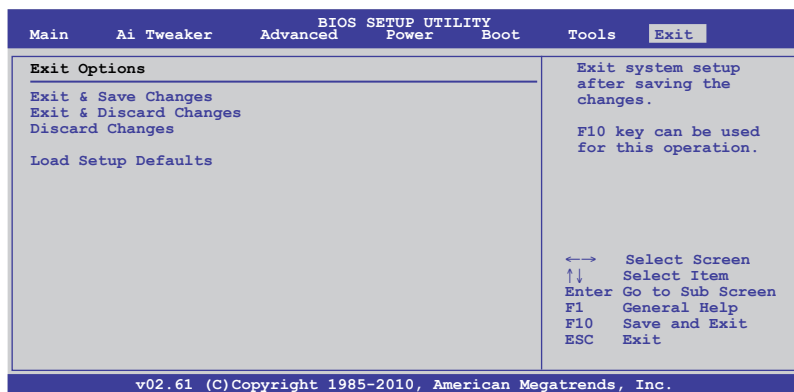 BIOS SETUP UTILITY
Main Ai Tweaker Advanced Power Boot Tools Exit
Exit Options
Exit & Save Changes
Exit & Discard Changes
Discard Changes
Load Setup Defaults
Exit system setup
after saving the
changes.
F10 key can be used
for this operation.
←→ Select Screen
↑↓ Select Item
Enter Go to Sub Screen
F1 General Help
F10 Save and Exit
ESC Exit
v02.61 (C)Copyright 1985-2010, American Megatrends, Inc.